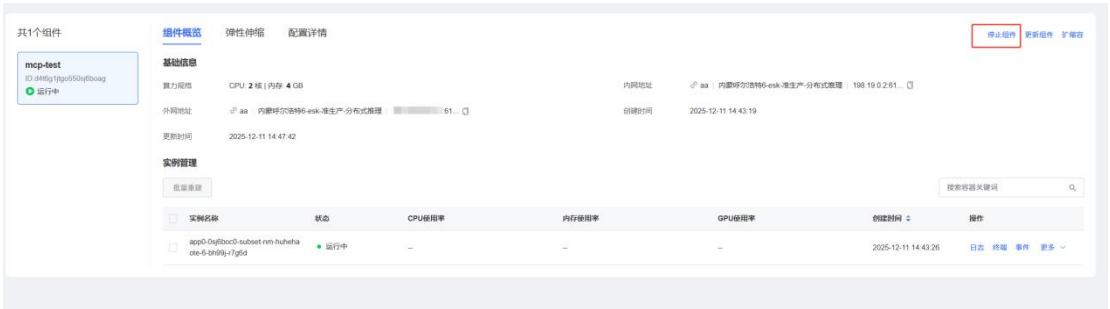 共1个组件
组件概览 弹性伸缩 配置详情
停止组件 更新组件 扩缩容
mcp-test
ID:d4f6g1jtgo550sj6boag
运行中
基础信息
算力规格 CPU: 2 核 | 内存: 4 GB
内网地址 aa | 内蒙呼尔浩特6-esk-准生产-分布式推理 | 198.19.0.2:61...
外网地址 aa | 内蒙呼尔浩特6-esk-准生产-分布式推理 | :61...
创建时间 2025-12-11 14:43:19
更新时间 2025-12-11 14:47:42
实例管理
批量重建
搜索容器关键词
实例名称 状态 CPU使用率 内存使用率 GPU使用率 创建时间 操作
app0-0sj6boc0-subset-nm-huheha
ote-6-bh99j-r7g6d
运行中 -- -- -- 2025-12-11 14:43:26 日志 终端 事件 更多